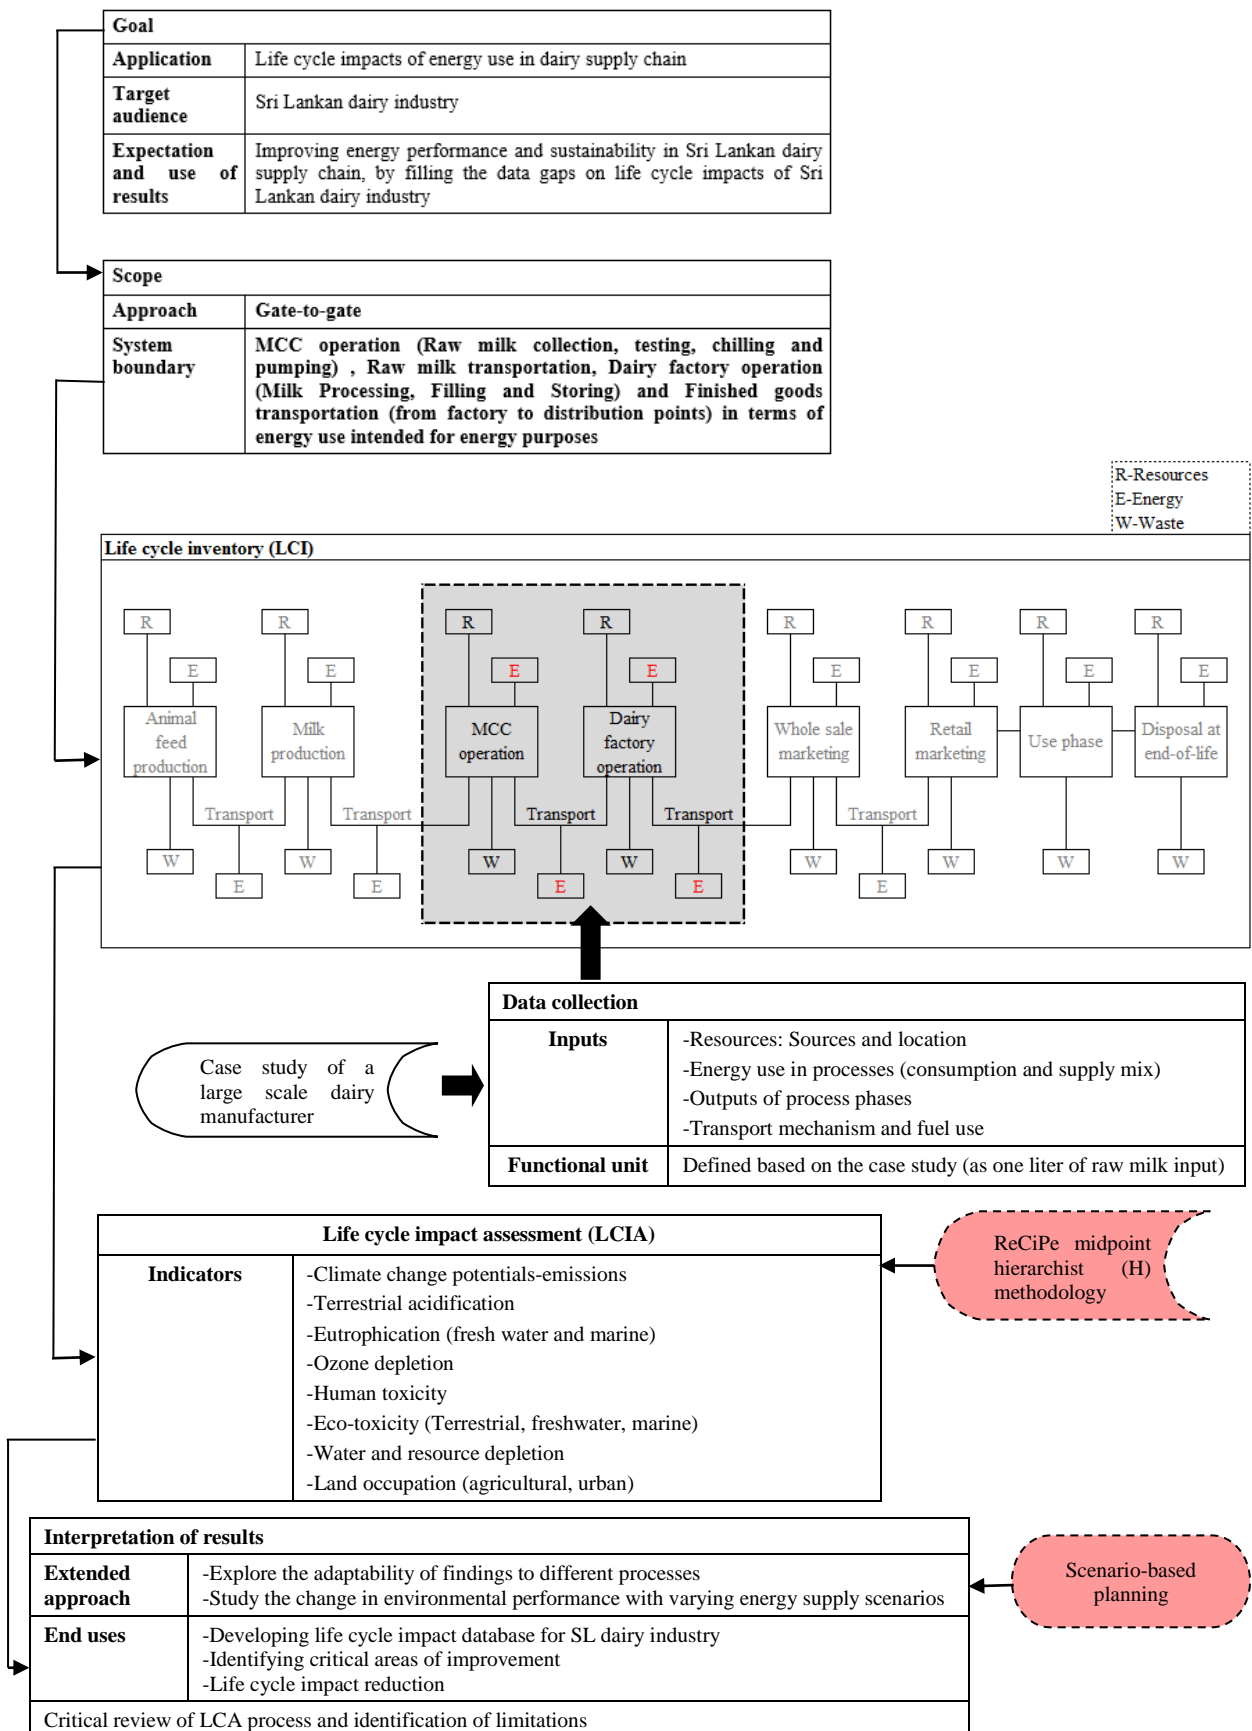 Goal
Application
Life cycle impacts of energy use in dairy supply chain
Target
audience
Sri Lankan dairy industry
Expectation
and use of
results
Improving energy performance and sustainability in Sri Lankan dairy
supply chain, by filling the data gaps on life cycle impacts of Sri
Lankan dairy industry
Scope
Approach
Gate-to-gate
System
boundary
MCC operation (Raw milk collection, testing, chilling and
pumping) , Raw milk transportation, Dairy factory operation
(Milk Processing, Filling and Storing) and Finished goods
transportation (from factory to distribution points) in terms of
energy use intended for energy purposes
R-Resources
E-Energy
W-Waste
Life cycle inventory (LCI)
R
R
R
R
R
R
R
R
E
E
E
E
E
E
E
E
Animal
feed
production
Milk
production
MCC
operation
Dairy
factory
operation
Whole sale
marketing
Retail
marketing
Use phase
Disposal at
end-of-life
Transport
Transport
Transport
Transport
Transport
W
W
W
W
W
W
W
W
E
E
E
E
E
Data collection
Inputs
-Resources: Sources and location
-Energy use in processes (consumption and supply mix)
-Outputs of process phases
-Transport mechanism and fuel use
Functional unit
Defined based on the case study (as one liter of raw milk input)
Case study of a
large scale dairy
manufacturer
Life cycle impact assessment (LCIA)
Indicators
-Climate change potentials-emissions
-Terrestrial acidification
-Eutrophication (fresh water and marine)
-Ozone depletion
-Human toxicity
-Eco-toxicity (Terrestrial, freshwater, marine)
-Water and resource depletion
-Land occupation (agricultural, urban)
ReCiPe midpoint
hierarchist (H)
methodology
Interpretation of results
Extended
approach
-Explore the adaptability of findings to different processes
-Study the change in environmental performance with varying energy supply scenarios
End uses
-Developing life cycle impact database for SL dairy industry
-Identifying critical areas of improvement
-Life cycle impact reduction
Critical review of LCA process and identification of limitations
Scenario-based
planning